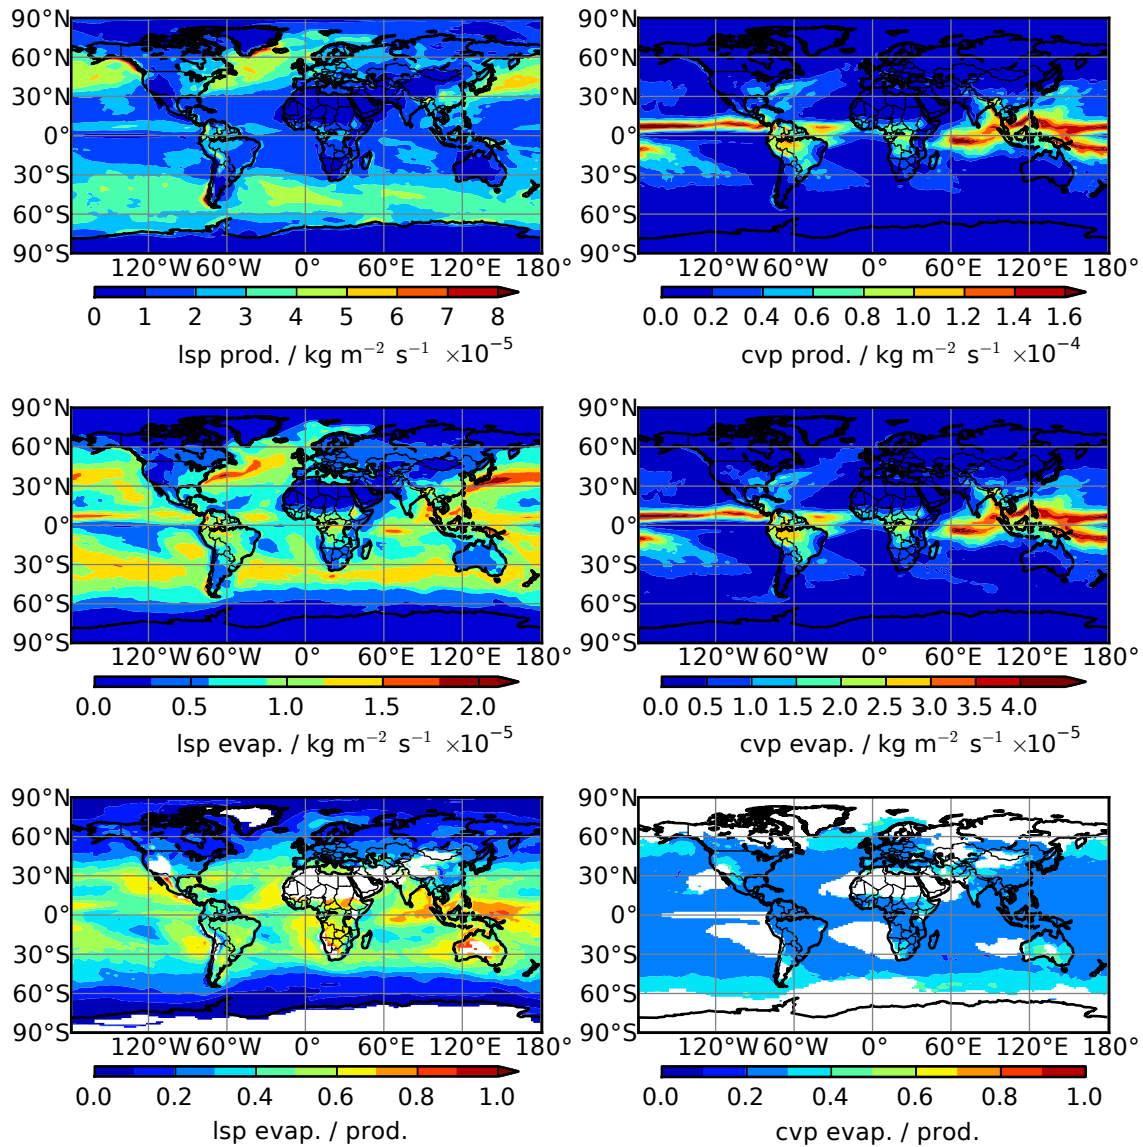 90°N
60°N
30°N
0°
30°S
60°S
90°S
120°W 60°W 0° 60°E 120°E 180°
0 1 2 3 4 5 6 7 8
lsp prod. / kg m⁻² s⁻¹ ×10⁻⁵
90°N
60°N
30°N
0°
30°S
60°S
90°S
120°W 60°W 0° 60°E 120°E 180°
0.0 0.2 0.4 0.6 0.8 1.0 1.2 1.4 1.6
cvp prod. / kg m⁻² s⁻¹ ×10⁻⁴
90°N
60°N
30°N
0°
30°S
60°S
90°S
120°W 60°W 0° 60°E 120°E 180°
0.0 0.5 1.0 1.5 2.0
lsp evap. / kg m⁻² s⁻¹ ×10⁻⁵
90°N
60°N
30°N
0°
30°S
60°S
90°S
120°W 60°W 0° 60°E 120°E 180°
0.0 0.5 1.0 1.5 2.0 2.5 3.0 3.5 4.0
cvp evap. / kg m⁻² s⁻¹ ×10⁻⁵
90°N
60°N
30°N
0°
30°S
60°S
90°S
120°W 60°W 0° 60°E 120°E 180°
0.0 0.2 0.4 0.6 0.8 1.0
lsp evap. / prod.
90°N
60°N
30°N
0°
30°S
60°S
90°S
120°W 60°W 0° 60°E 120°E 180°
0.0 0.2 0.4 0.6 0.8 1.0
cvp evap. / prod.